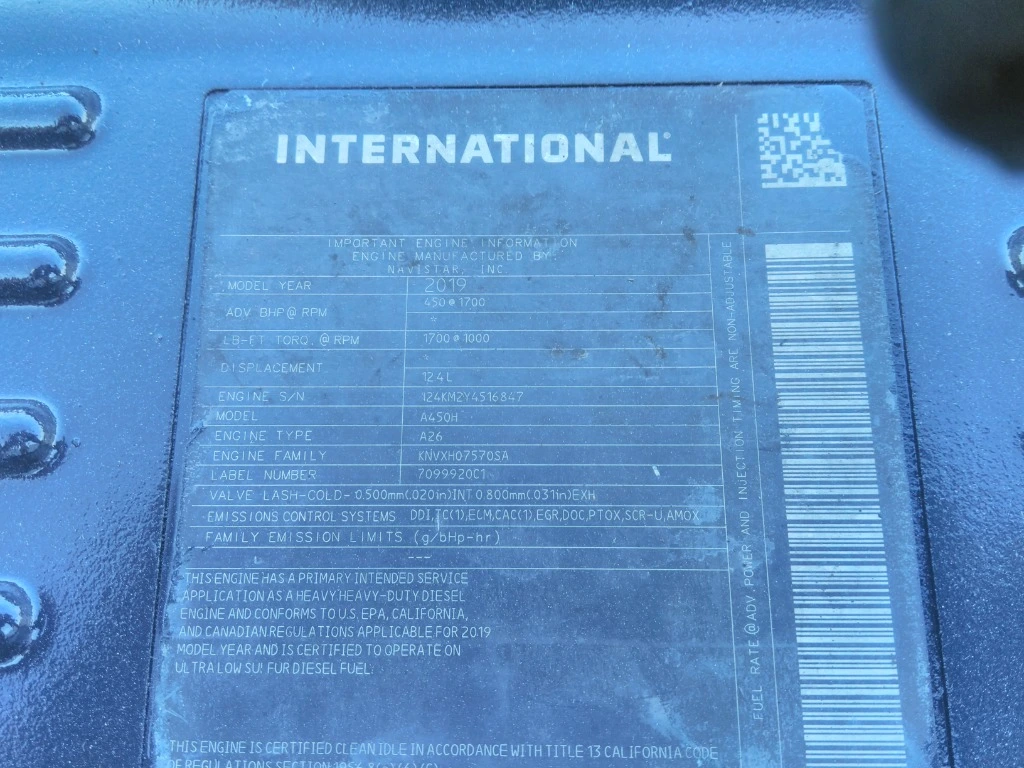 INTERNATIONAL®
IMPORTANT ENGINE INFORMATION
ENGINE MANUFACTURED BY:
NAVISTAR, INC.
MODEL YEAR 2019
ADV BHP@ RPM 450@1700
LB-FT TORQ.@ RPM 1700@1000
DISPLACEMENT
12.4L
ENGINE S/N 124KM2Y4516847
MODEL A450H
ENGINE TYPE A26
ENGINE FAMILY KNVXH0757OSA
LABEL NUMBER 7099920C1
VALVE LASH-COLD- 0.500mm(.020in)INT 0.800mm(.031in)EXH
EMISSIONS CONTROL SYSTEMS DDI,TC(1),ECM,CAC(1),EGR,DOC,PTOX,SCR-U,AMOX
FAMILY EMISSION LIMITS (g/bHp-hr)
---
THIS ENGINE HAS A PRIMARY INTENDED SERVICE
APPLICATION AS A HEAVY HEAVY-DUTY DIESEL
ENGINE AND CONFORMS TO U.S. EPA, CALIFORNIA,
AND CANADIAN REGULATIONS APPLICABLE FOR 2019
MODEL YEAR AND IS CERTIFIED TO OPERATE ON
ULTRA LOW SULFUR DIESEL FUEL.
THIS ENGINE IS CERTIFIED CLEAN IDLE IN ACCORDANCE WITH TITLE 13 CALIFORNIA CODE
OF REGULATIONS SECTION 1956.8
FUEL RATE @ ADV POWER AND INJECTION TIMING ARE NON-ADJUSTABLE